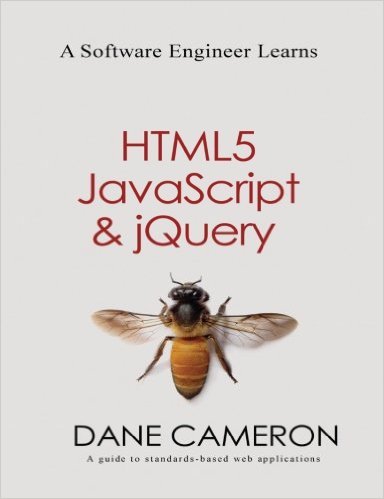 A Software Engineer Learns
HTML5
JavaScript
& jQuery
DANE CAMERON
A guide to standards-based web applications